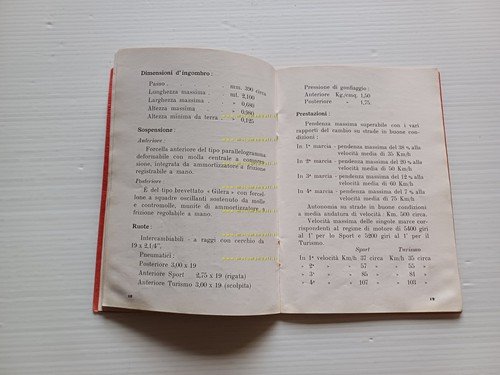 Dimensioni d'ingombro :
Passo . . . . . . mm. 390 circa
Lunghezza massima . . . mt. 2,100
Larghezza massima . . . » 0,680
Altezza massima . . . » 0,980
Altezza minima da terra . . » 0,125
Sospensione :
Anteriore :
Forcella anteriore del tipo parallelogramma
deformabile con molla centrale a compres-
sione, integrata da ammortizzatore a frizione
registrabile a mano.
Posteriore :
È del tipo brevettato « Gilera » con forcel-
lone a squadre oscillanti sostenuto da molle
e contromolle, munite di ammortizzatore a
frizione regolabile a mano.
Ruote :
Intercambiabili - a raggi con cerchio da
19 x 2,1/4".
Pneumatici :
Posteriore 3,00 x 19
Anteriore Sport 2,75 x 19 (rigata)
Anteriore Turismo 3,00 x 19 (scolpita)
18
Pressione di gonfiaggio :
Anteriore Kg./cmq. 1,50
Posteriore » 1,75
Prestazioni :
Pendenza massima superabile con i vari
rapporti del cambio su strade in buone con-
dizioni :
In 1ª marcia - pendenza massima del 38 % alla
velocità media di 35 Km/h
In 2ª marcia - pendenza massima del 20 % alla
velocità media di 50 Km/h
In 3ª marcia - pendenza massima del 12 % alla
velocità media di 60 Km/h
In 4ª marcia - pendenza massima del 7 % alla
velocità media di 75 Km/h
Autonomia su strade in buone condizioni
a media andatura di velocità : Km. 500 circa.
Velocità massima delle singole marce cor-
rispondenti al regime di motore di 5400 giri
al 1' per lo Sport e 5200 giri al 1' per il
Turismo.
Sport Turismo
In 1ª velocità Km/h 37 circa Km/h 35 circa
» 2ª » » 57 » » 55 »
» 3ª » » 85 » » 81 »
» 4ª » » 107 » » 103 »
19